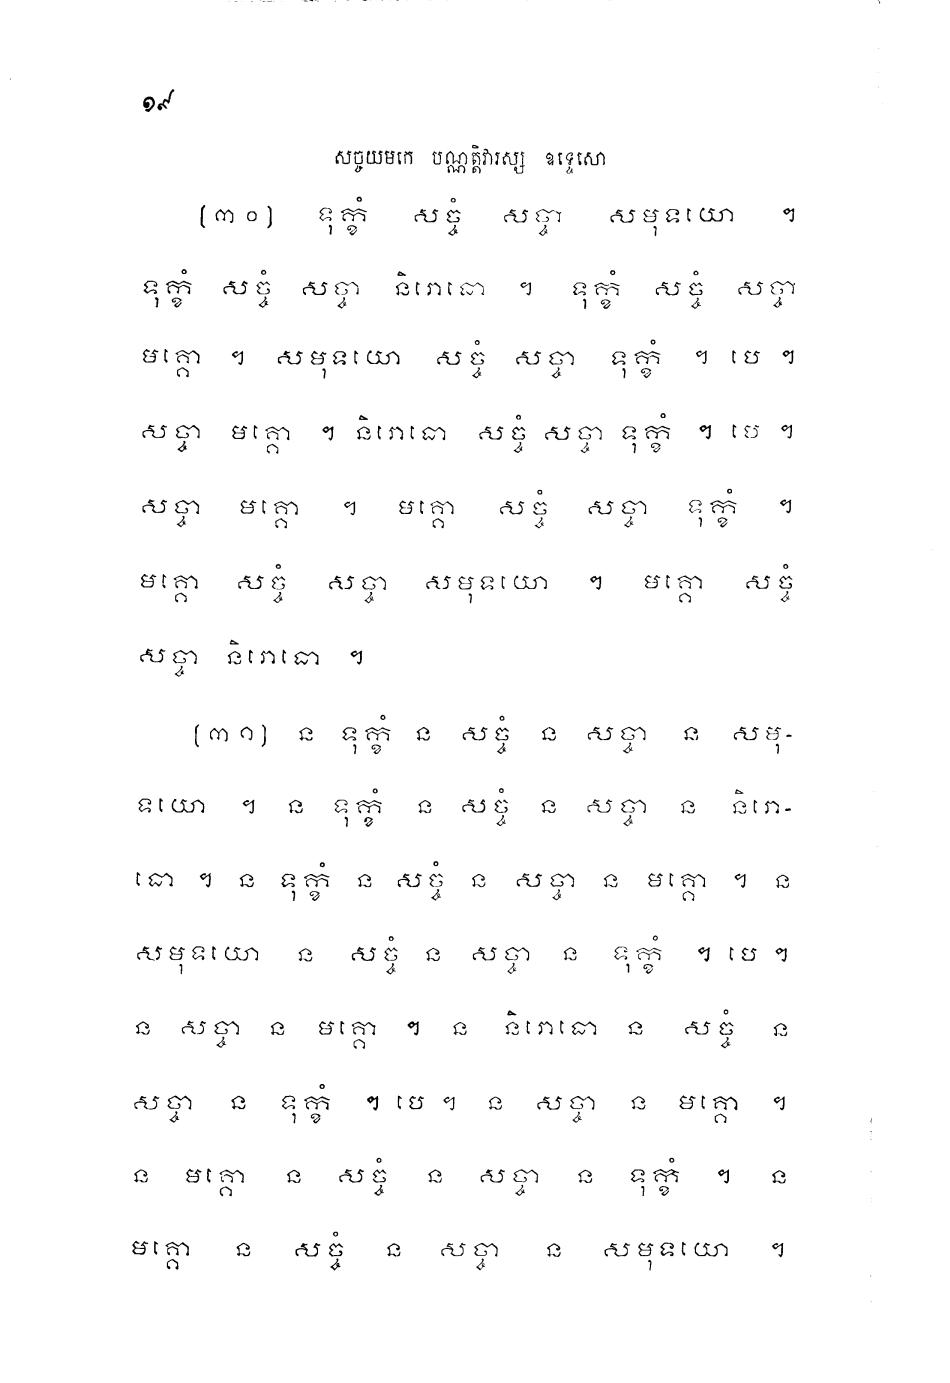 ១៩
សច្ចយមកេ បណ្ណត្តិវារស្ស ឧទ្ទេសោ
(៣០) ទុក្ខំ សច្ចំ សច្ចា សមុទយោ ។
ទុក្ខំ សច្ចំ សច្ចា និរោធោ ។ ទុក្ខំ សច្ចំ សច្ចា
មគ្គោ ។ សមុទយោ សច្ចំ សច្ចា ទុក្ខំ ។ បេ ។
សច្ចា មគ្គោ ។ និរោធោ សច្ចំ សច្ចា ទុក្ខំ ។ បេ ។
សច្ចា មគ្គោ ។ មគ្គោ សច្ចំ សច្ចា ទុក្ខំ ។
មគ្គោ សច្ចំ សច្ចា សមុទយោ ។ មគ្គោ សច្ចំ
សច្ចា និរោធោ ។
(៣១) ន ទុក្ខំ ន សច្ចំ ន សច្ចា ន សមុ-
ទយោ ។ ន ទុក្ខំ ន សច្ចំ ន សច្ចា ន និរោ-
ធោ ។ ន ទុក្ខំ ន សច្ចំ ន សច្ចា ន មគ្គោ ។ ន
សមុទយោ ន សច្ចំ ន សច្ចា ន ទុក្ខំ ។ បេ ។
ន សច្ចា ន មគ្គោ ។ ន និរោធោ ន សច្ចំ ន
សច្ចា ន ទុក្ខំ ។ បេ ។ ន សច្ចា ន មគ្គោ ។
ន មគ្គោ ន សច្ចំ ន សច្ចា ន ទុក្ខំ ។ ន
មគ្គោ ន សច្ចំ ន សច្ចា ន សមុទយោ ។